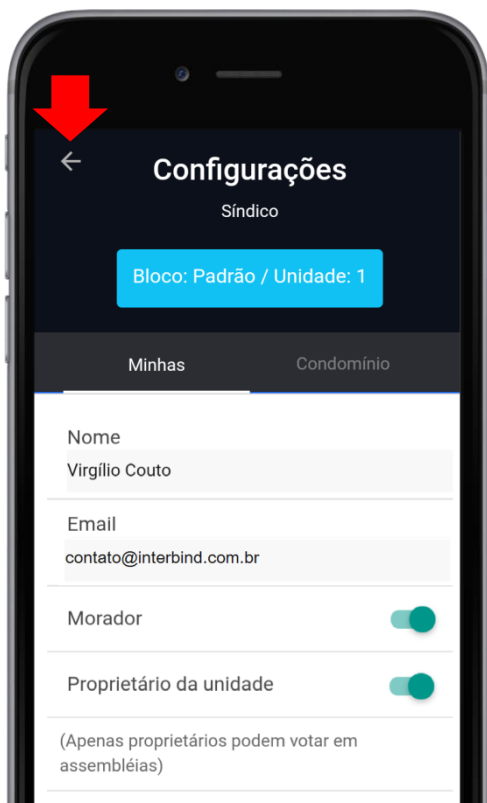 Configurações
Síndico
Bloco: Padrão / Unidade: 1
Minhas
Condomínio
Nome
Virgílio Couto
Email
contato@interbind.com.br
Morador
Proprietário da unidade
(Apenas proprietários podem votar em
assembléias)